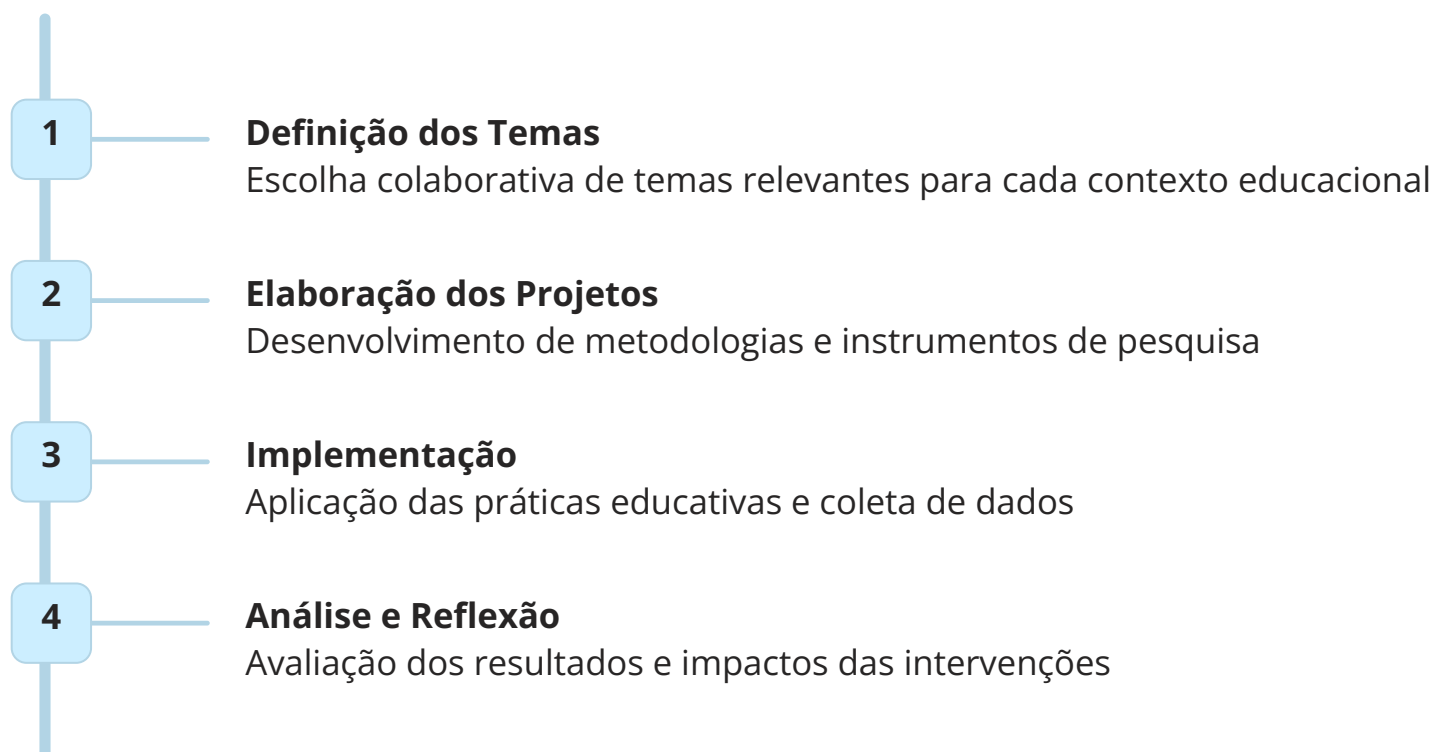 1
Definição dos Temas
Escolha colaborativa de temas relevantes para cada contexto educacional
2
Elaboração dos Projetos
Desenvolvimento de metodologias e instrumentos de pesquisa
3
Implementação
Aplicação das práticas educativas e coleta de dados
4
Análise e Reflexão
Avaliação dos resultados e impactos das intervenções